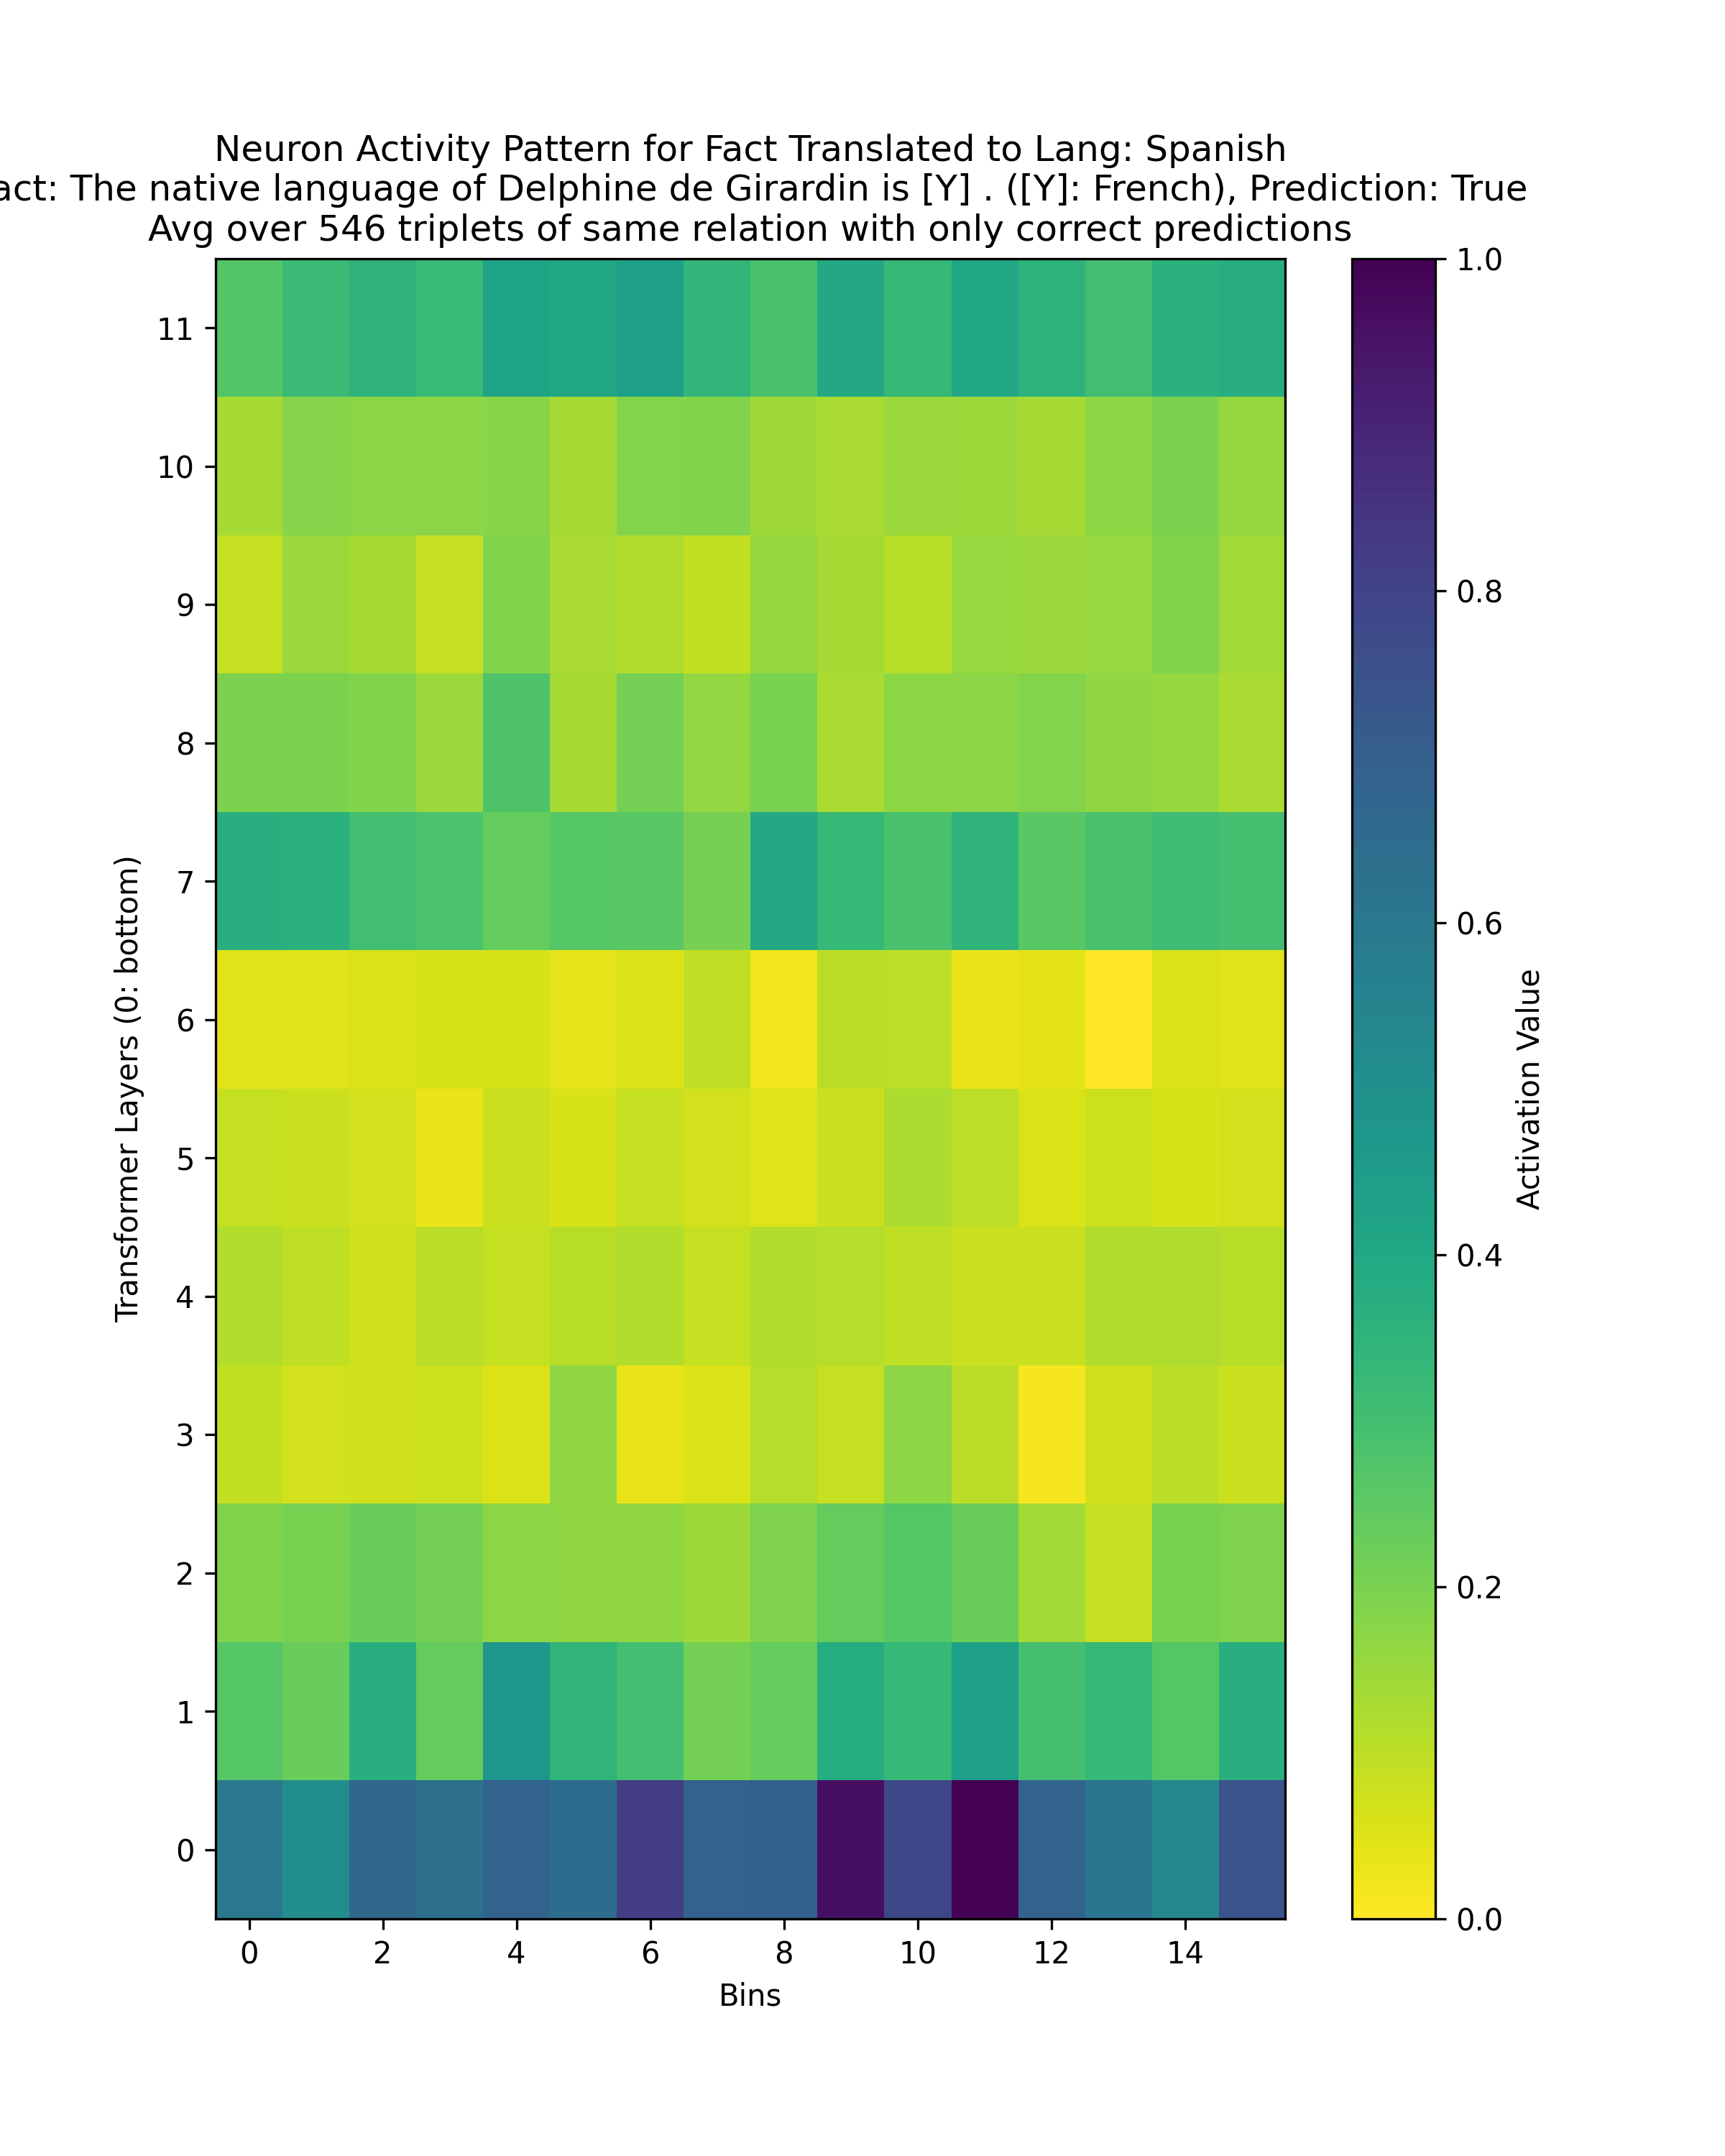 Neuron Activity Pattern for Fact Translated to Lang: Spanish
act: The native language of Delphine de Girardin is [Y] . ([Y]: French), Prediction: True
Avg over 546 triplets of same relation with only correct predictions
11
10
9
8
7
6
5
4
3
2
1
0
Transformer Layers (0: bottom)
0 2 4 6 8 10 12 14
Bins
1.0
0.8
0.6
0.4
0.2
0.0
Activation Value